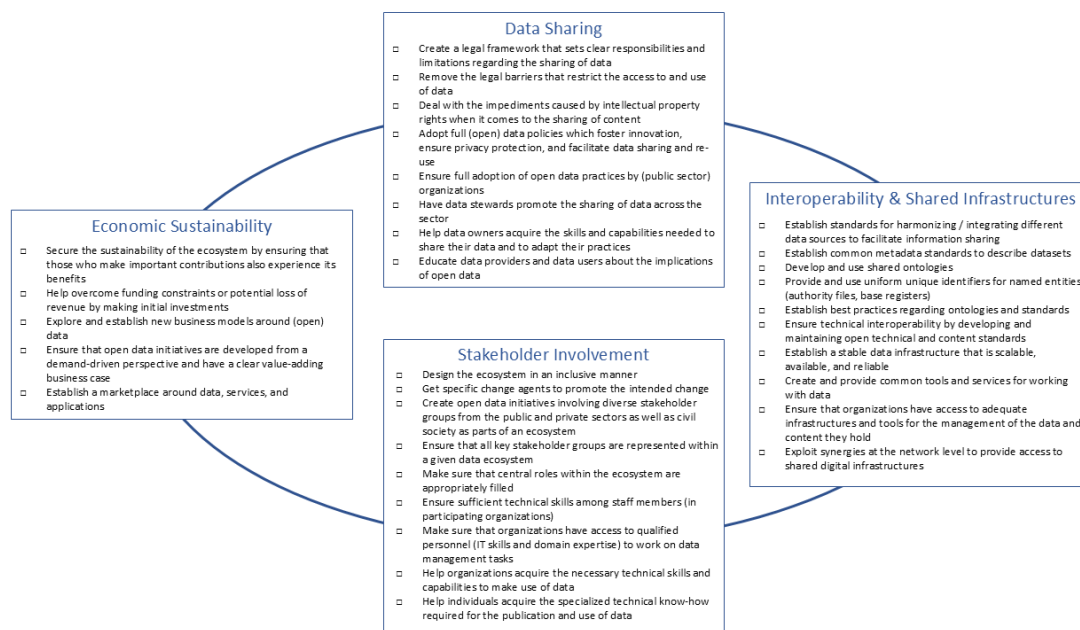 Data Sharing
□ Create a legal framework that sets clear responsibilities and
limitations regarding the sharing of data
□ Remove the legal barriers that restrict the access to and use
of data
□ Deal with the impediments caused by intellectual property
rights when it comes to the sharing of content
□ Adopt full (open) data policies which foster innovation,
ensure privacy protection, and facilitate data sharing and re-
use
□ Ensure full adoption of open data practices by (public sector)
organizations
□ Have data stewards promote the sharing of data across the
sector
□ Help data owners acquire the skills and capabilities needed to
share their data and to adapt their practices
□ Educate data providers and data users about the implications
of open data
Economic Sustainability
□ Secure the sustainability of the ecosystem by ensuring that
those who make important contributions also experience its
benefits
□ Help overcome funding constraints or potential loss of
revenue by making initial investments
□ Explore and establish new business models around (open)
data
□ Ensure that open data initiatives are developed from a
demand-driven perspective and have a clear value-adding
business case
□ Establish a marketplace around data, services, and
applications
Interoperability & Shared Infrastructures
□ Establish standards for harmonizing / integrating different
data sources to facilitate information sharing
□ Establish common metadata standards to describe datasets
□ Develop and use shared ontologies
□ Provide and use uniform unique identifiers for named entities
(authority files, base registers)
□ Establish best practices regarding ontologies and standards
□ Ensure technical interoperability by developing and
maintaining open technical and content standards
□ Establish a stable data infrastructure that is scalable,
available, and reliable
□ Create and provide common tools and services for working
with data
□ Ensure that organizations have access to adequate
infrastructures and tools for the management of the data and
content they hold
□ Exploit synergies at the network level to provide access to
shared digital infrastructures
Stakeholder Involvement
□ Design the ecosystem in an inclusive manner
□ Get specific change agents to promote the intended change
□ Create open data initiatives involving diverse stakeholder
groups from the public and private sectors as well as civil
society as parts of an ecosystem
□ Ensure that all key stakeholder groups are represented within
a given data ecosystem
□ Make sure that central roles within the ecosystem are
appropriately filled
□ Ensure sufficient technical skills among staff members (in
participating organizations)
□ Make sure that organizations have access to qualified
personnel (IT skills and domain expertise) to work on data
management tasks
□ Help organizations acquire the necessary technical skills and
capabilities to make use of data
□ Help individuals acquire the specialized technical know-how
required for the publication and use of data